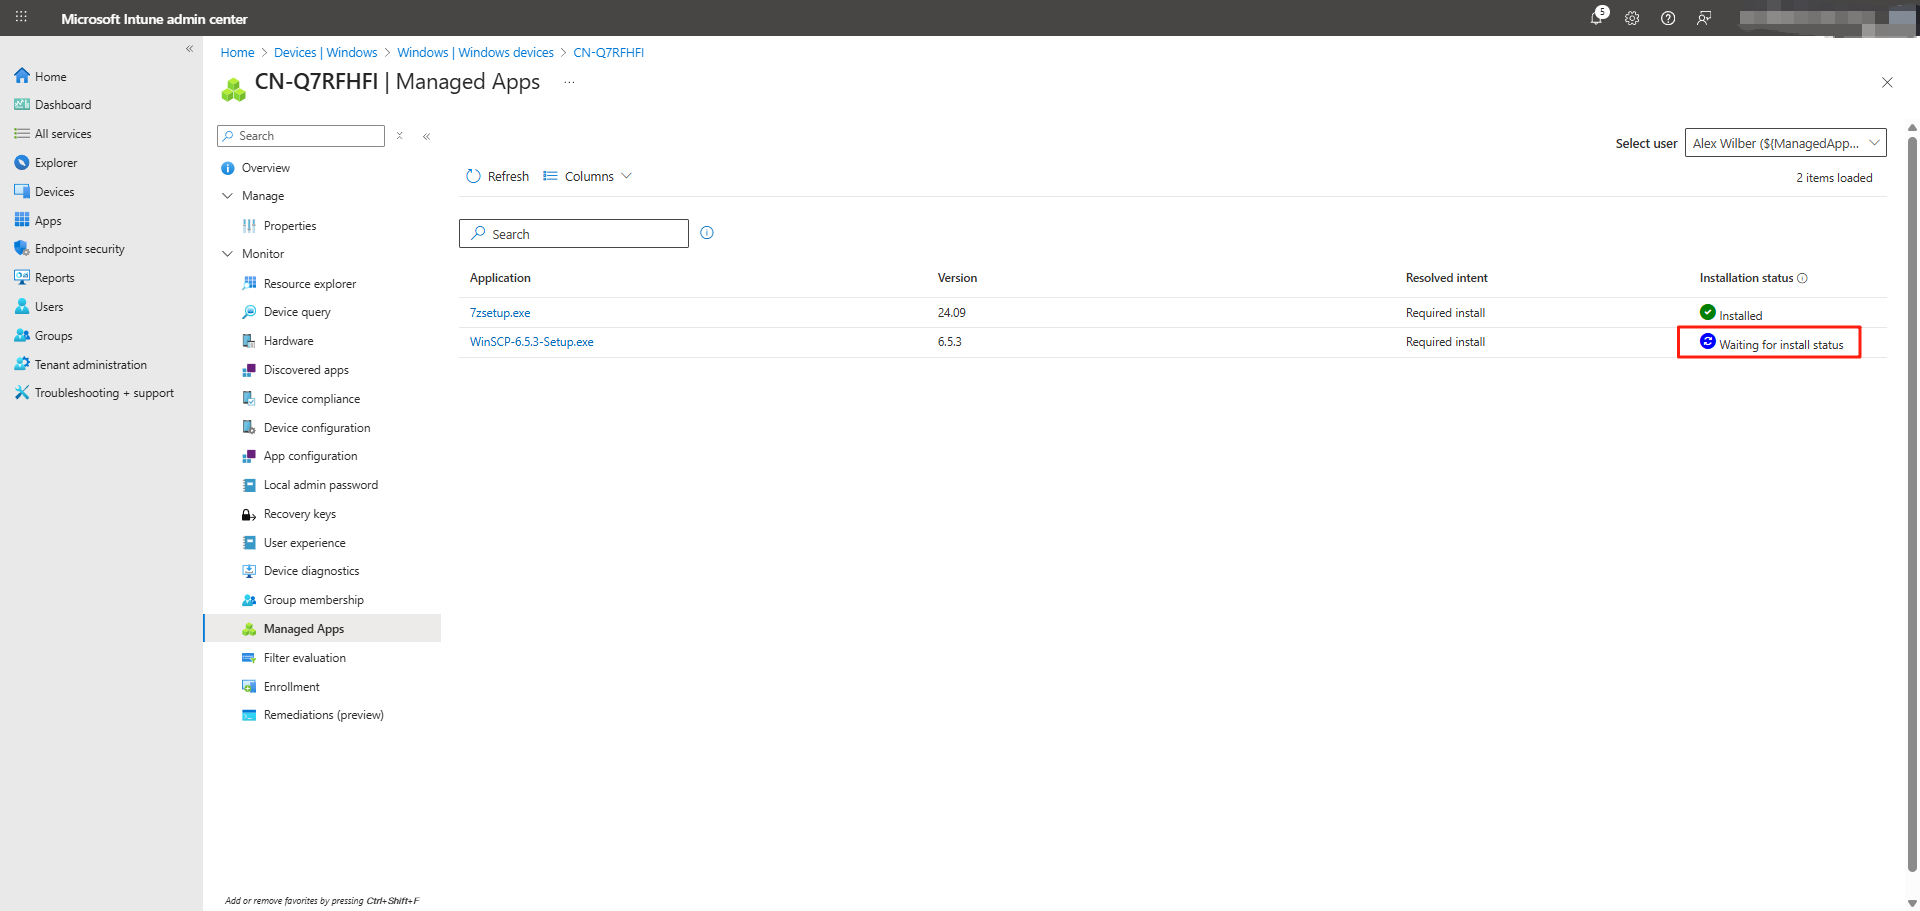 Microsoft Intune admin center
5
Home > Devices | Windows > Windows | Windows devices > CN-Q7RFHFI
CN-Q7RFHFI | Managed Apps ...
Home
Dashboard
All services
Explorer
Devices
Apps
Endpoint security
Reports
Users
Groups
Tenant administration
Troubleshooting + support
Search
Overview
Manage
Properties
Monitor
Resource explorer
Device query
Hardware
Discovered apps
Device compliance
Device configuration
App configuration
Local admin password
Recovery keys
User experience
Device diagnostics
Group membership
Managed Apps
Filter evaluation
Enrollment
Remediations (preview)
Add or remove favorites by pressing Ctrl+Shift+F
Select user Alex Wilber (${ManagedApp...
Refresh Columns 2 items loaded
Search
Application Version Resolved intent Installation status
7zsetup.exe 24.09 Required install Installed
WinSCP-6.5.3-Setup.exe 6.5.3 Required install Waiting for install status